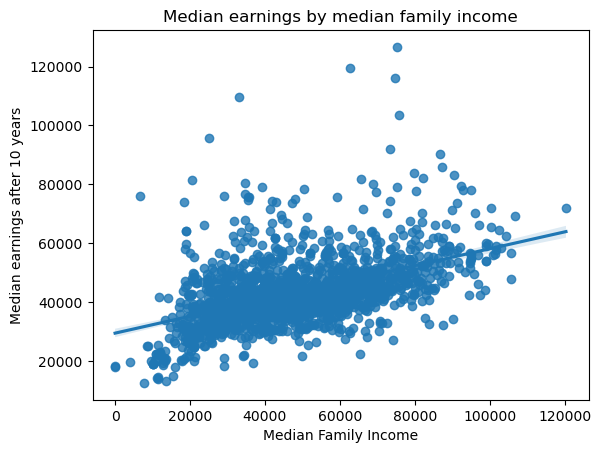 Median earnings by median family income
Median earnings after 10 years
120000
100000
80000
60000
40000
20000
0 20000 40000 60000 80000 100000 120000
Median Family Income